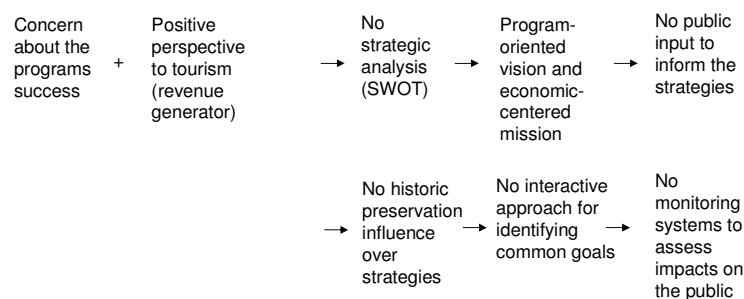 Concern
about the
programs
success
+
Positive
perspective
to tourism
(revenue
generator)
No
strategic
analysis
(SWOT)
Program-
oriented
vision and
economic-
centered
mission
No public
input to
inform the
strategies
No historic
preservation
influence
over
strategies
No interactive
approach for
identifying
common goals
No
monitoring
systems to
assess
impacts on
the public